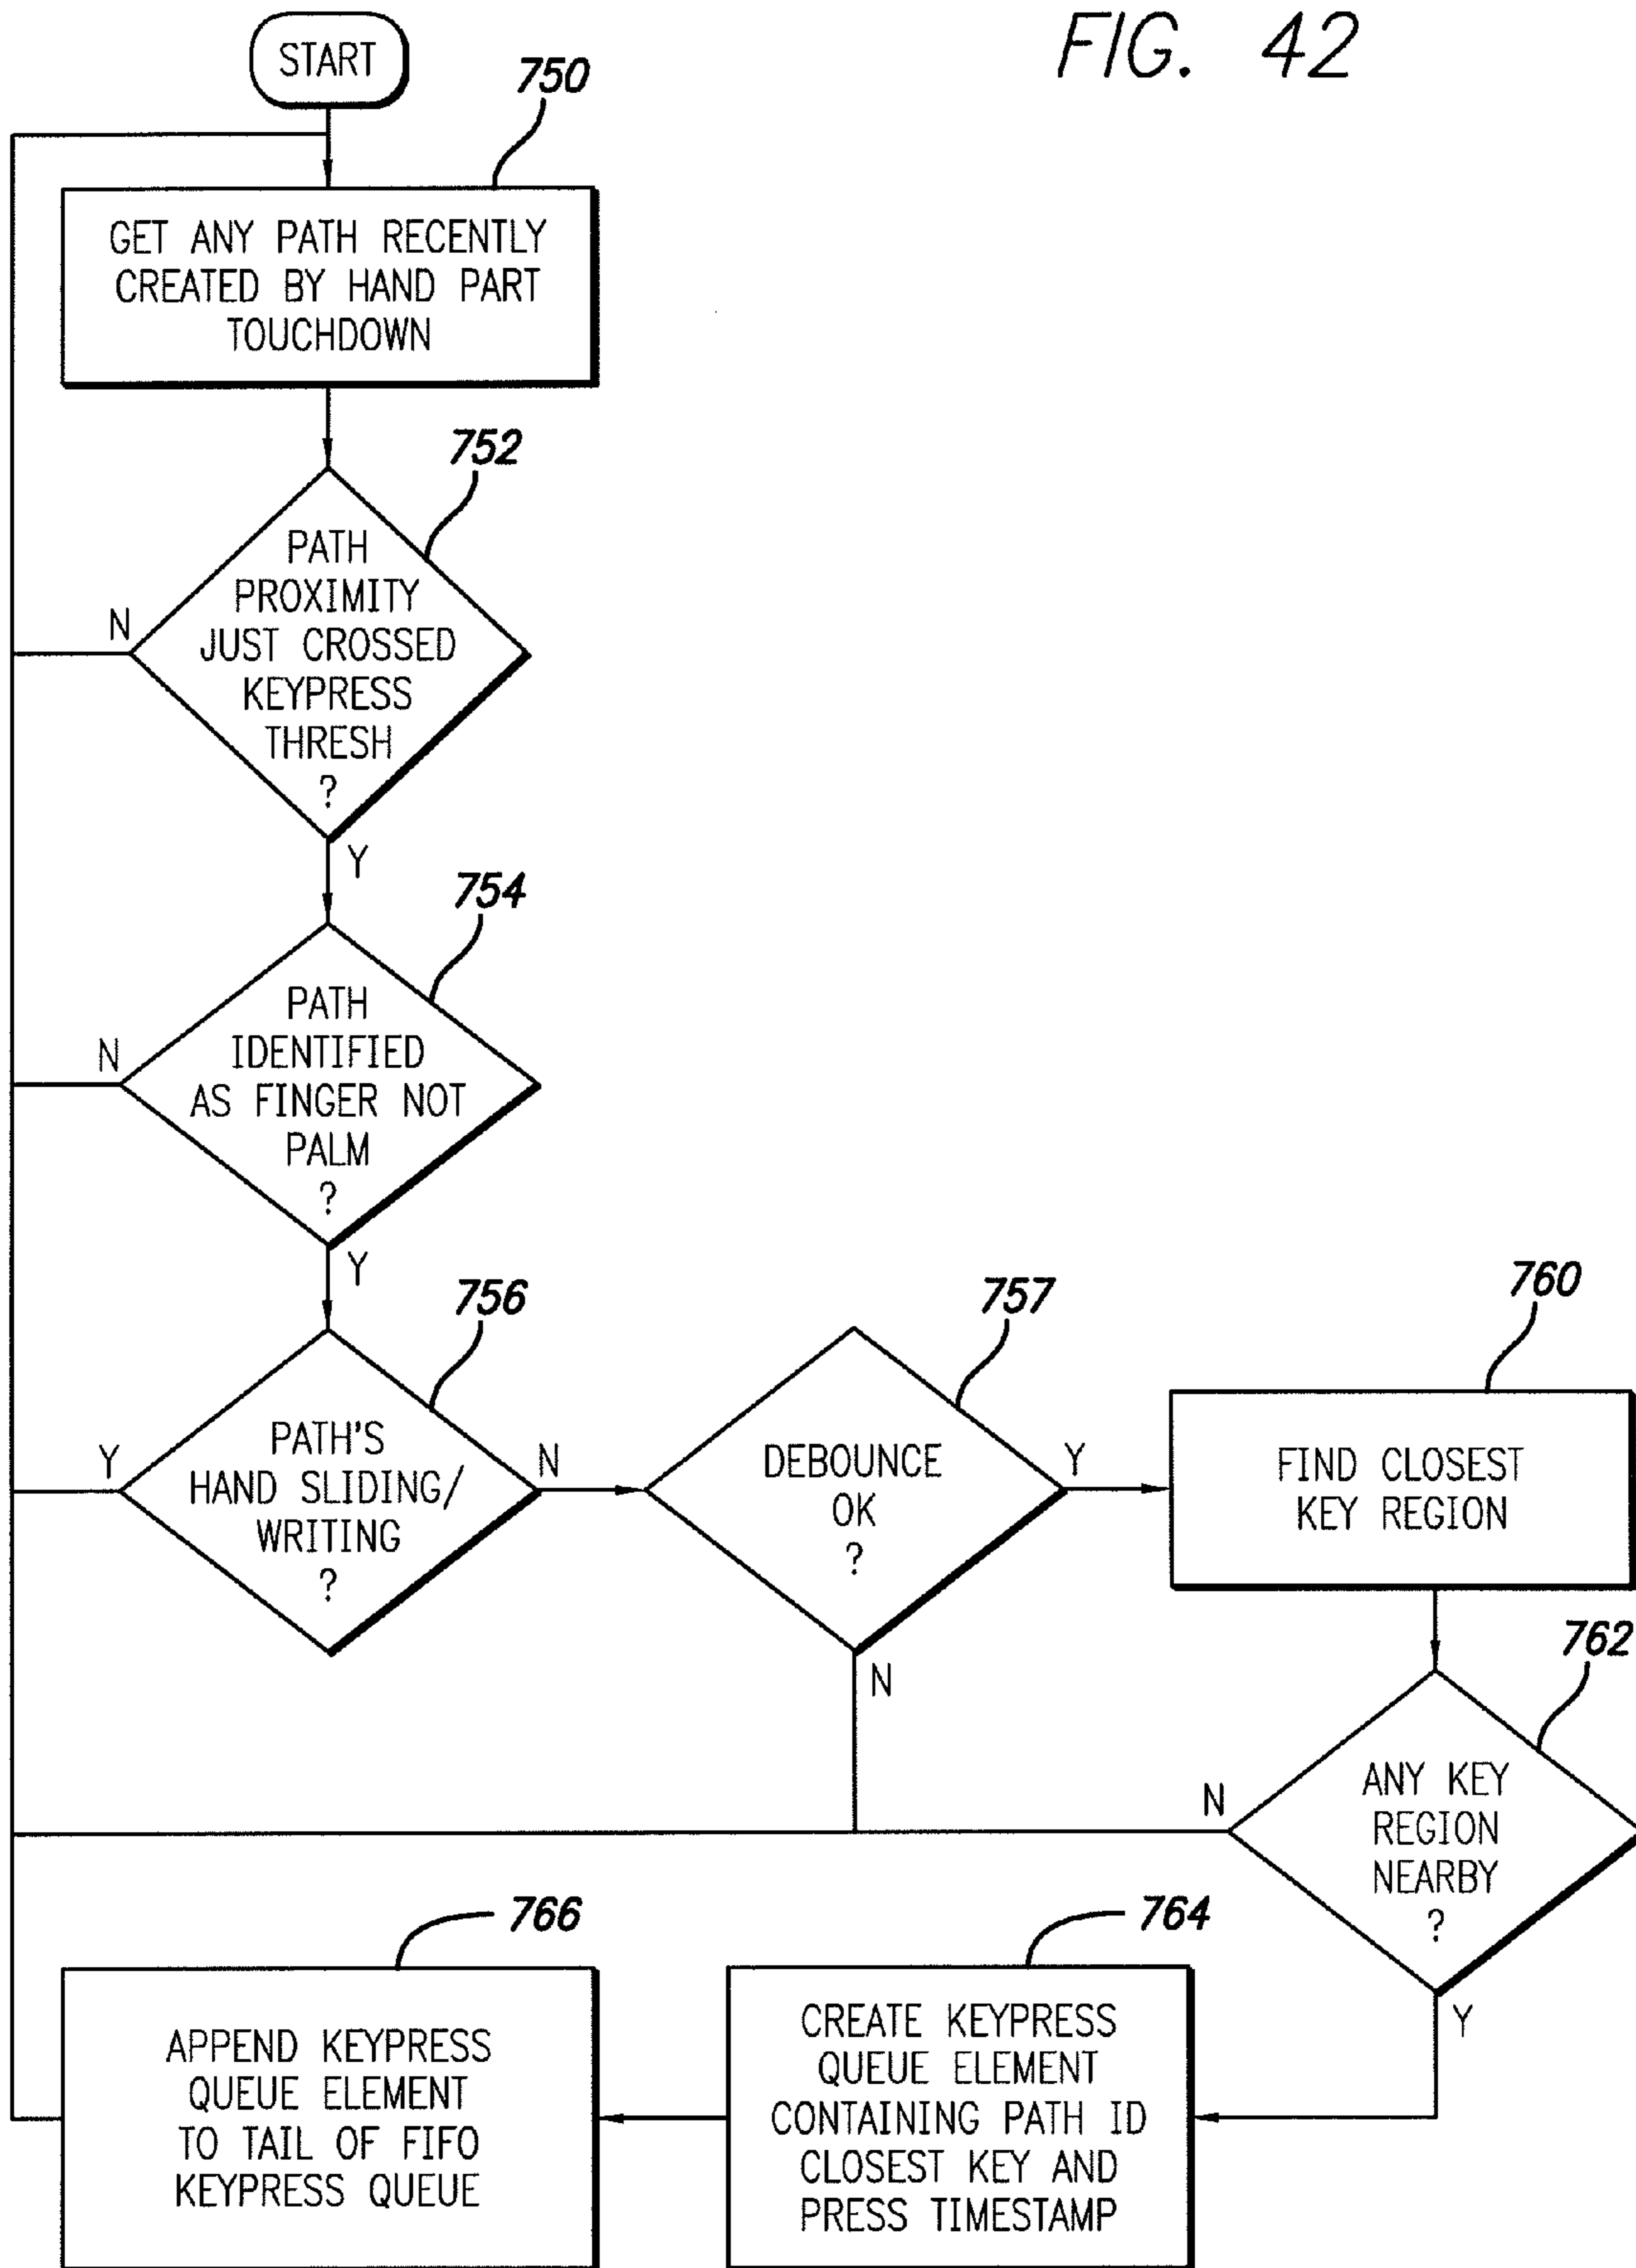 FIG. 42
START
750
GET ANY PATH RECENTLY
CREATED BY HAND PART
TOUCHDOWN
752
PATH
PROXIMITY
JUST CROSSED
KEYPRESS
THRESH
?
N
Y
754
PATH
IDENTIFIED
AS FINGER NOT
PALM
?
N
Y
756
PATH'S
HAND SLIDING/
WRITING
?
Y
N
757
DEBOUNCE
OK
?
Y
N
760
FIND CLOSEST
KEY REGION
762
ANY KEY
REGION
NEARBY
?
N
Y
764
CREATE KEYPRESS
QUEUE ELEMENT
CONTAINING PATH ID
CLOSEST KEY AND
PRESS TIMESTAMP
766
APPEND KEYPRESS
QUEUE ELEMENT
TO TAIL OF FIFO
KEYPRESS QUEUE